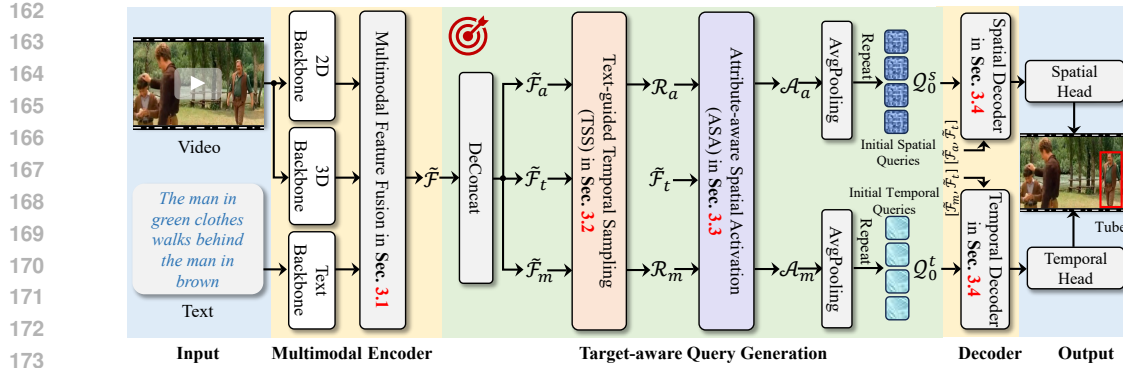 162
163
164
165
166
167
168
169
170
171
172
173
Video
The man in
green clothes
walks behind
the man in
brown
Text
Input
2D
Backbone
3D
Backbone
Text
Backbone
Multimodal Feature Fusion in Sec. 3.1
Multimodal Encoder
F̃
DeConcat
F̃a
F̃t
F̃m
Text-guided Temporal Sampling
(TSS) in Sec. 3.2
Ra
F̃t
Rm
Attribute-aware Spatial Activation
(ASA) in Sec. 3.3
Aa
Am
AvgPooling
Repeat
Initial Spatial
Queries
Q0s
AvgPooling
Repeat
Initial Temporal
Queries
Q0t
Target-aware Query Generation
Spatial Decoder
in Sec. 3.4
[F̃a, F̃t]
[F̃m, F̃t]
Temporal Decoder
in Sec. 3.4
Decoder
Spatial
Head
Tube
Temporal
Head
Output